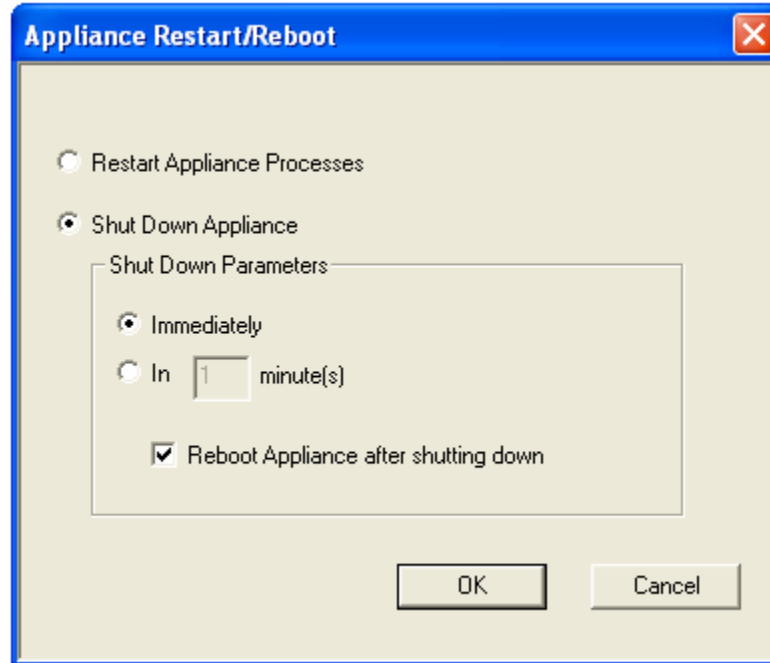 Appliance Restart/Reboot
Restart Appliance Processes
Shut Down Appliance
Shut Down Parameters
Immediately
In 1 minute(s)
Reboot Appliance after shutting down
OK Cancel